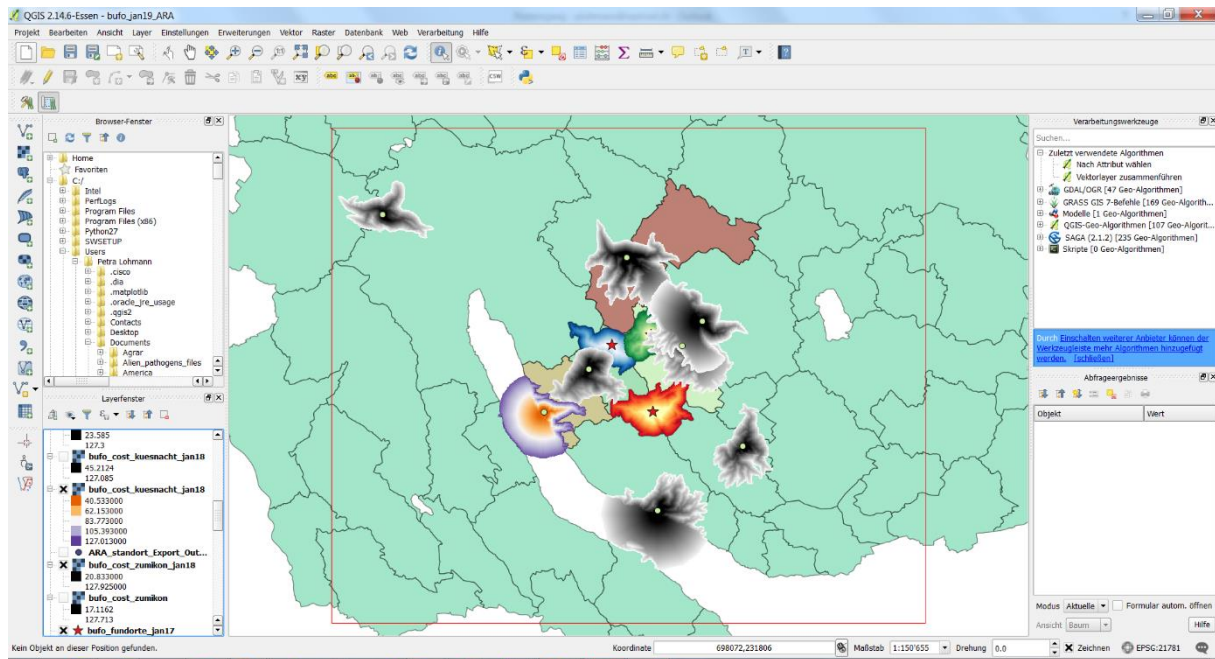 QGIS 2.14.6-Essen - bufo_jan19_ARA
Projekt Bearbeiten Ansicht Layer Einstellungen Erweiterungen Vektor Raster Datenbank Web Verarbeitung Hilfe
Browser-Fenster
Home
Favoriten
C:/
Intel
PerfLogs
Program Files
Program Files (x86)
Python27
SWSETUP
Users
Petra Lohmann
.cisco
.dia
.matplotlib
.oracle_jre_usage
.qgis2
Contacts
Desktop
Documents
Agrar
Alien_pathogens_files
America
Layerfenster
23.585
127.3
bufo_cost_kuesnacht_jan18
45.2124
127.085
bufo_cost_kuesnacht_jan18
40.533000
62.153000
83.773000
105.393000
127.013000
ARA_standort_Export_Out...
bufo_cost_zumikon_jan18
20.833000
127.925000
bufo_cost_zumikon
17.1162
127.713
bufo_fundorte_jan17
Verarbeitungswerkzeuge
Suchen...
Zuletzt verwendete Algorithmen
Nach Attribut wählen
Vektorlayer zusammenführen
GDAL/OGR [47 Geo-Algorithmen]
GRASS GIS 7-Befehle [169 Geo-Algorith...
Modelle [1 Geo-Algorithmen]
QGIS-Geo-Algorithmen [107 Geo-Algorit...
SAGA (2.1.2) [235 Geo-Algorithmen]
Skripte [0 Geo-Algorithmen]
Durch Einschalten weiterer Anbieter können der
Werkzeugleiste mehr Algorithmen hinzugefügt
werden. [schließen]
Abfrageergebnisse
Objekt Wert
Modus Aktuelle Formular autom. öffnen
Ansicht Baum Hilfe
Kein Objekt an dieser Position gefunden. Koordinate 698072,231806 Maßstab 1:150'655 Drehung 0.0 Zeichnen EPSG:21781